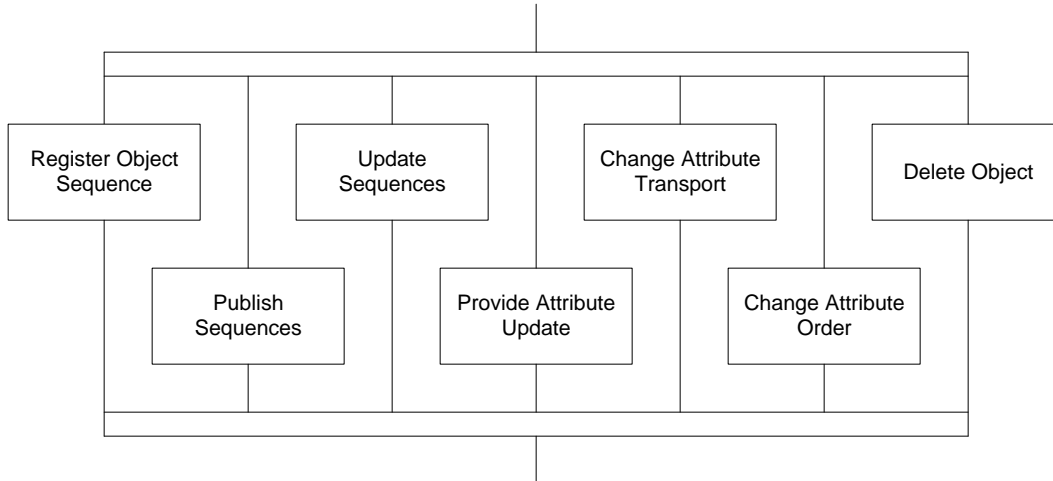 Register Object
Sequence
Update
Sequences
Change Attribute
Transport
Delete Object
Publish
Sequences
Provide Attribute
Update
Change Attribute
Order